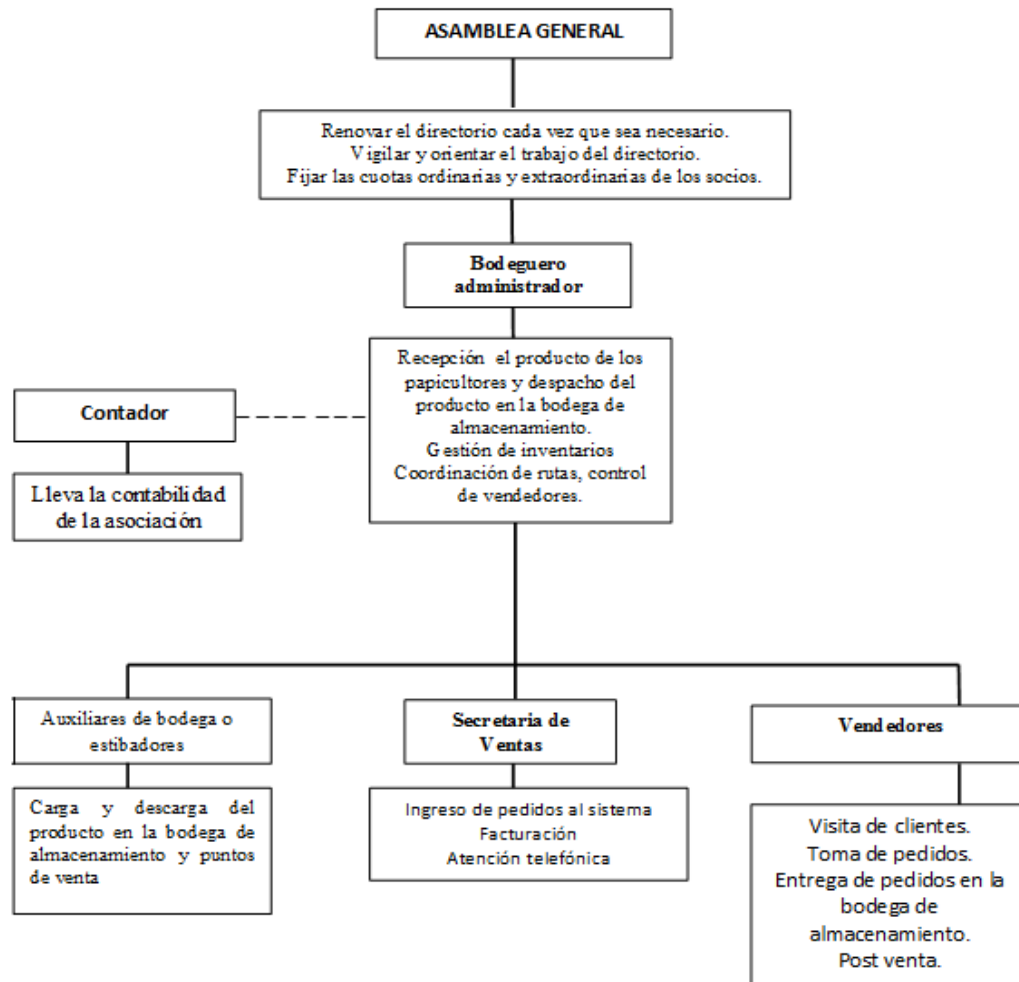 ASAMBLEA GENERAL
Renovar el directorio cada vez que sea necesario.
Vigilar y orientar el trabajo del directorio.
Fijar las cuotas ordinarias y extraordinarias de los socios.
Bodeguero
administrador
Recepción el producto de los
papicultores y despacho del
producto en la bodega de
almacenamiento.
Gestión de inventarios
Coordinación de rutas, control
de vendedores.
Contador
Lleva la contabilidad
de la asociación
Auxiliares de bodega o
estibadores
Carga y descarga del
producto en la bodega de
almacenamiento y puntos
de venta
Secretaria de
Ventas
Ingreso de pedidos al sistema
Facturación
Atención telefónica
Vendedores
Visita de clientes.
Toma de pedidos.
Entrega de pedidos en la
bodega de
almacenamiento.
Post venta.